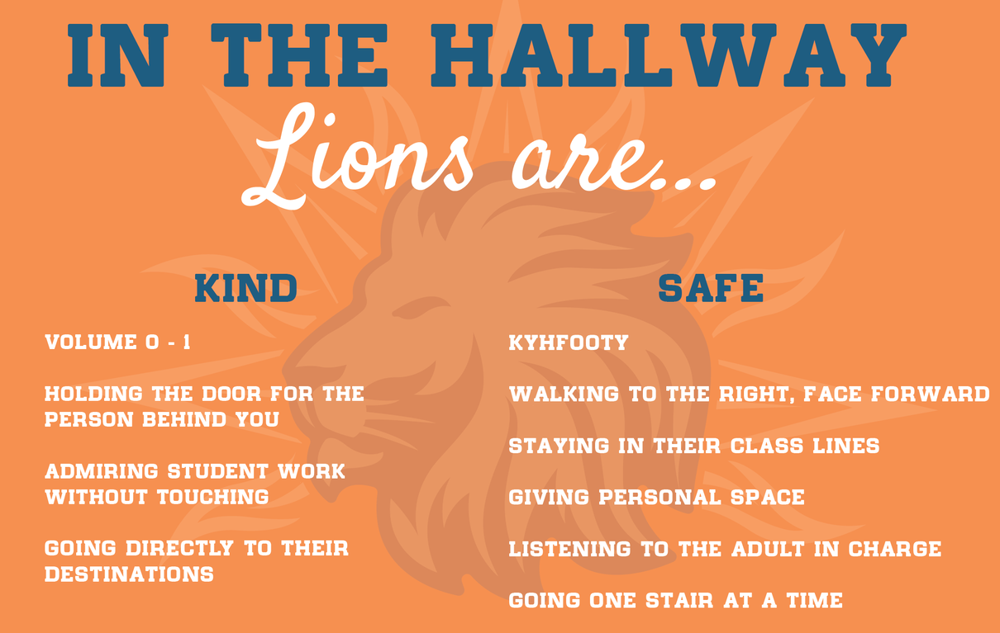 IN THE HALLWAY
Lions are...
KIND
VOLUME 0 - 1
HOLDING THE DOOR FOR THE
PERSON BEHIND YOU
ADMIRING STUDENT WORK
WITHOUT TOUCHING
GOING DIRECTLY TO THEIR
DESTINATIONS
SAFE
KYHFOOTY
WALKING TO THE RIGHT, FACE FORWARD
STAYING IN THEIR CLASS LINES
GIVING PERSONAL SPACE
LISTENING TO THE ADULT IN CHARGE
GOING ONE STAIR AT A TIME